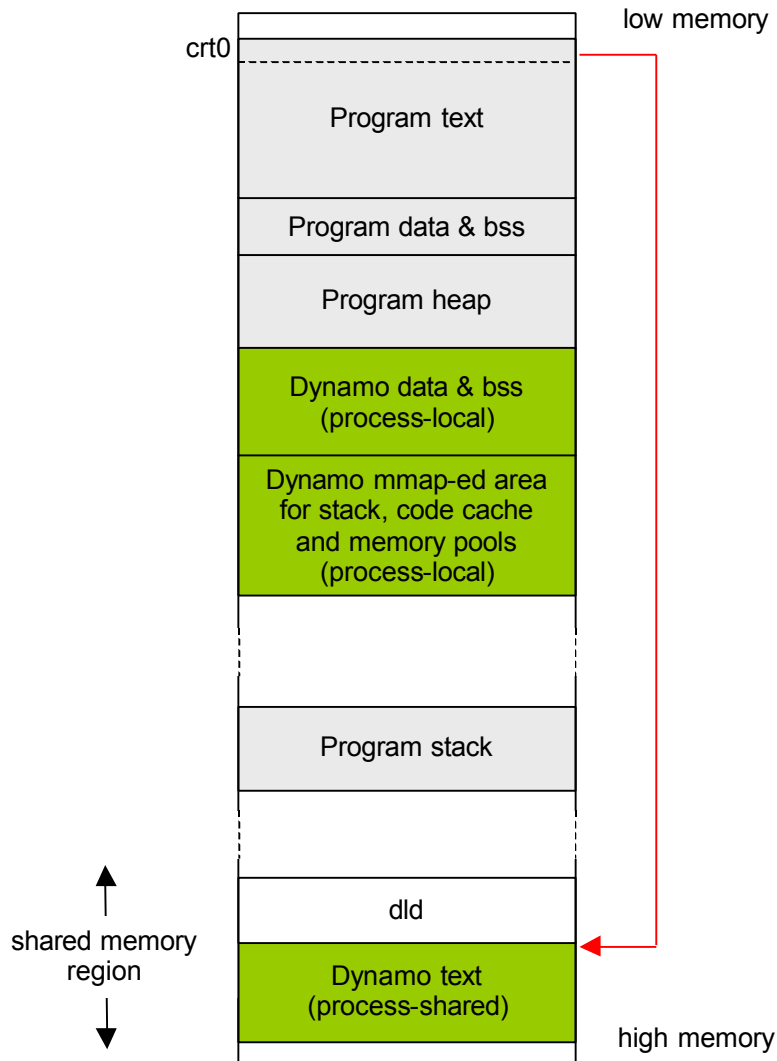 low memory
crt0
Program text
Program data & bss
Program heap
Dynamo data & bss
(process-local)
Dynamo mmap-ed area
for stack, code cache
and memory pools
(process-local)
Program stack
dld
shared memory
region
Dynamo text
(process-shared)
high memory